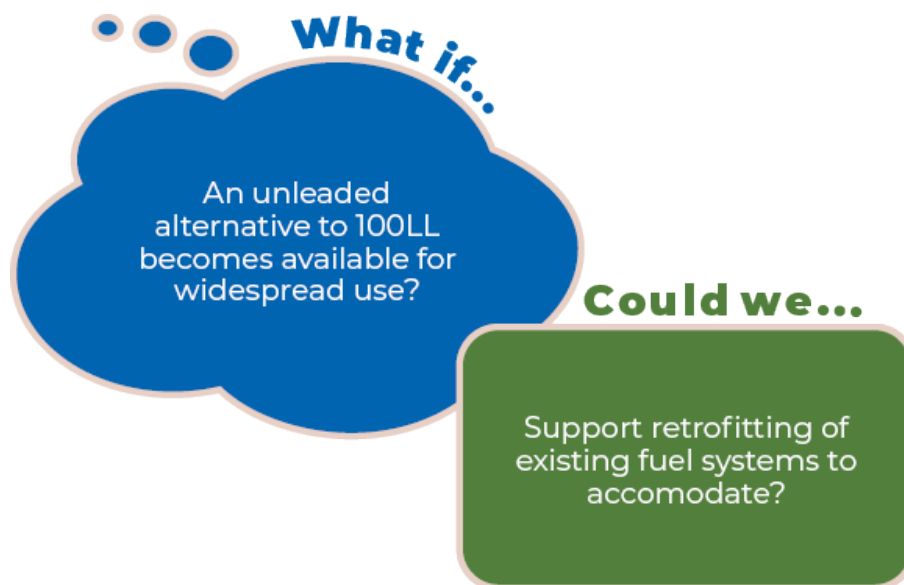 What if...
An unleaded
alternative to 100LL
becomes available for
widespread use?
Could we...
Support retrofitting of
existing fuel systems to
accomodate?